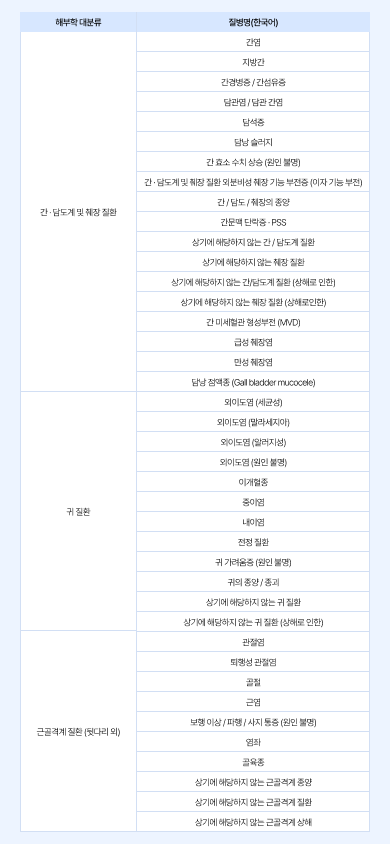 해부학 대분류
질병명(한국어)
간 · 담도계 및 췌장 질환
간염
지방간
간경병증 / 간섬유증
담관염 / 담관 간염
담석증
담낭 슬러지
간 효소 수치 상승 (원인 불명)
간 · 담도계 및 췌장 질환 외분비성 췌장 기능 부전증 (이자 기능 부전)
간 / 담도 / 췌장의 종양
간문맥 단락증 · PSS
상기에 해당하지 않는 간 / 담도계 질환
상기에 해당하지 않는 췌장 질환
상기에 해당하지 않는 간/담도계 질환 (상해로 인한)
상기에 해당하지 않는 췌장 질환 (상해로인한)
간 미세혈관 형성부전 (MVD)
급성 췌장염
만성 췌장염
담낭 점액종 (Gall bladder mucocele)
귀 질환
외이도염 (세균성)
외이도염 (말라세지아)
외이도염 (알러지성)
외이도염 (원인 불명)
이개혈종
중이염
내이염
전정 질환
귀 가려움증 (원인 불명)
귀의 종양 / 종괴
상기에 해당하지 않는 귀 질환
상기에 해당하지 않는 귀 질환 (상해로 인한)
근골격계 질환 (뒷다리 외)
관절염
퇴행성 관절염
골절
근염
보행 이상 / 파행 / 사지 통증 (원인 불명)
염좌
골육종
상기에 해당하지 않는 근골격계 종양
상기에 해당하지 않는 근골격계 질환
상기에 해당하지 않는 근골격계 상해